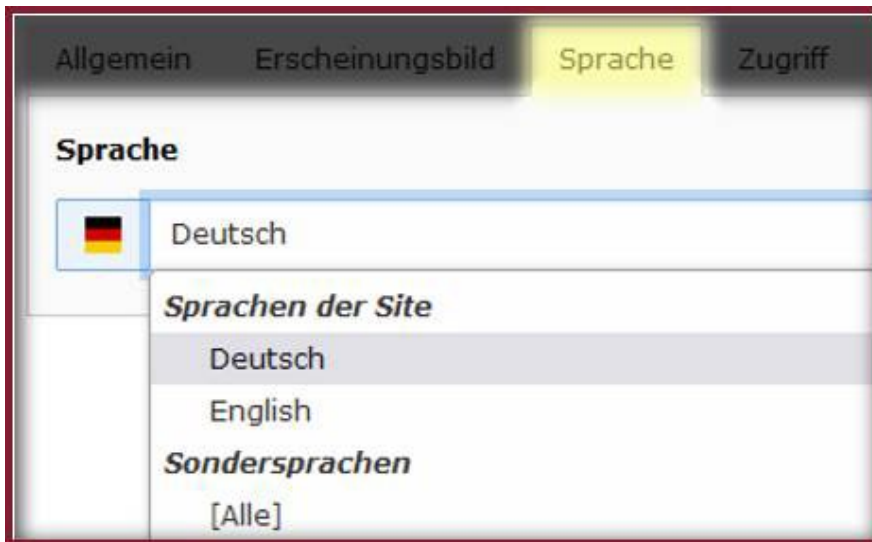 Allgemein Erscheinungsbild Sprache Zugriff
Sprache
Deutsch
Sprachen der Site
Deutsch
English
Sondersprachen
[Alle]